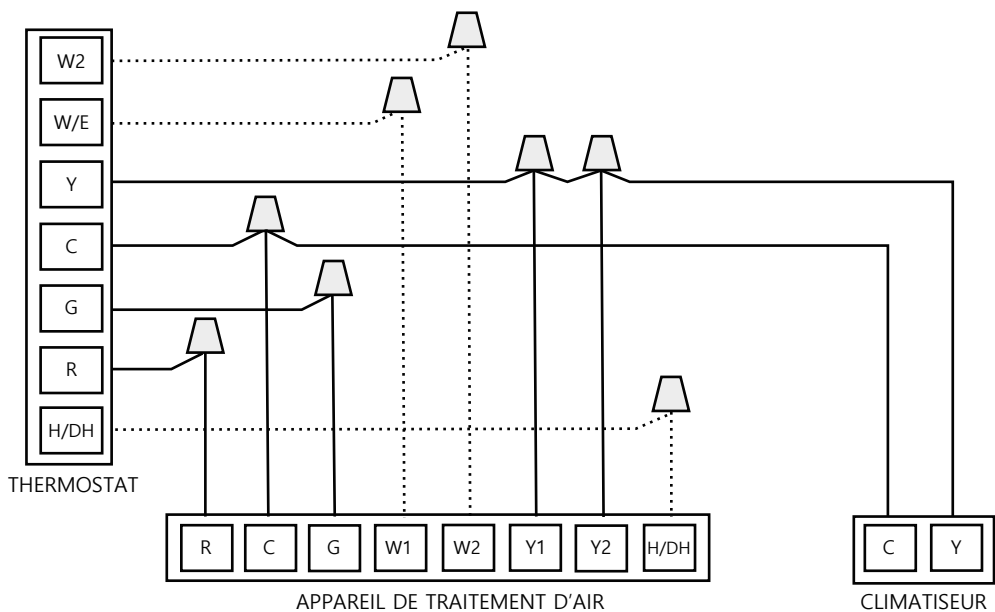 W2
W/E
Y
C
G
R
H/DH
THERMOSTAT
R C G W1 W2 Y1 Y2 H/DH
APPAREIL DE TRAITEMENT D'AIR
C Y
CLIMATISEUR